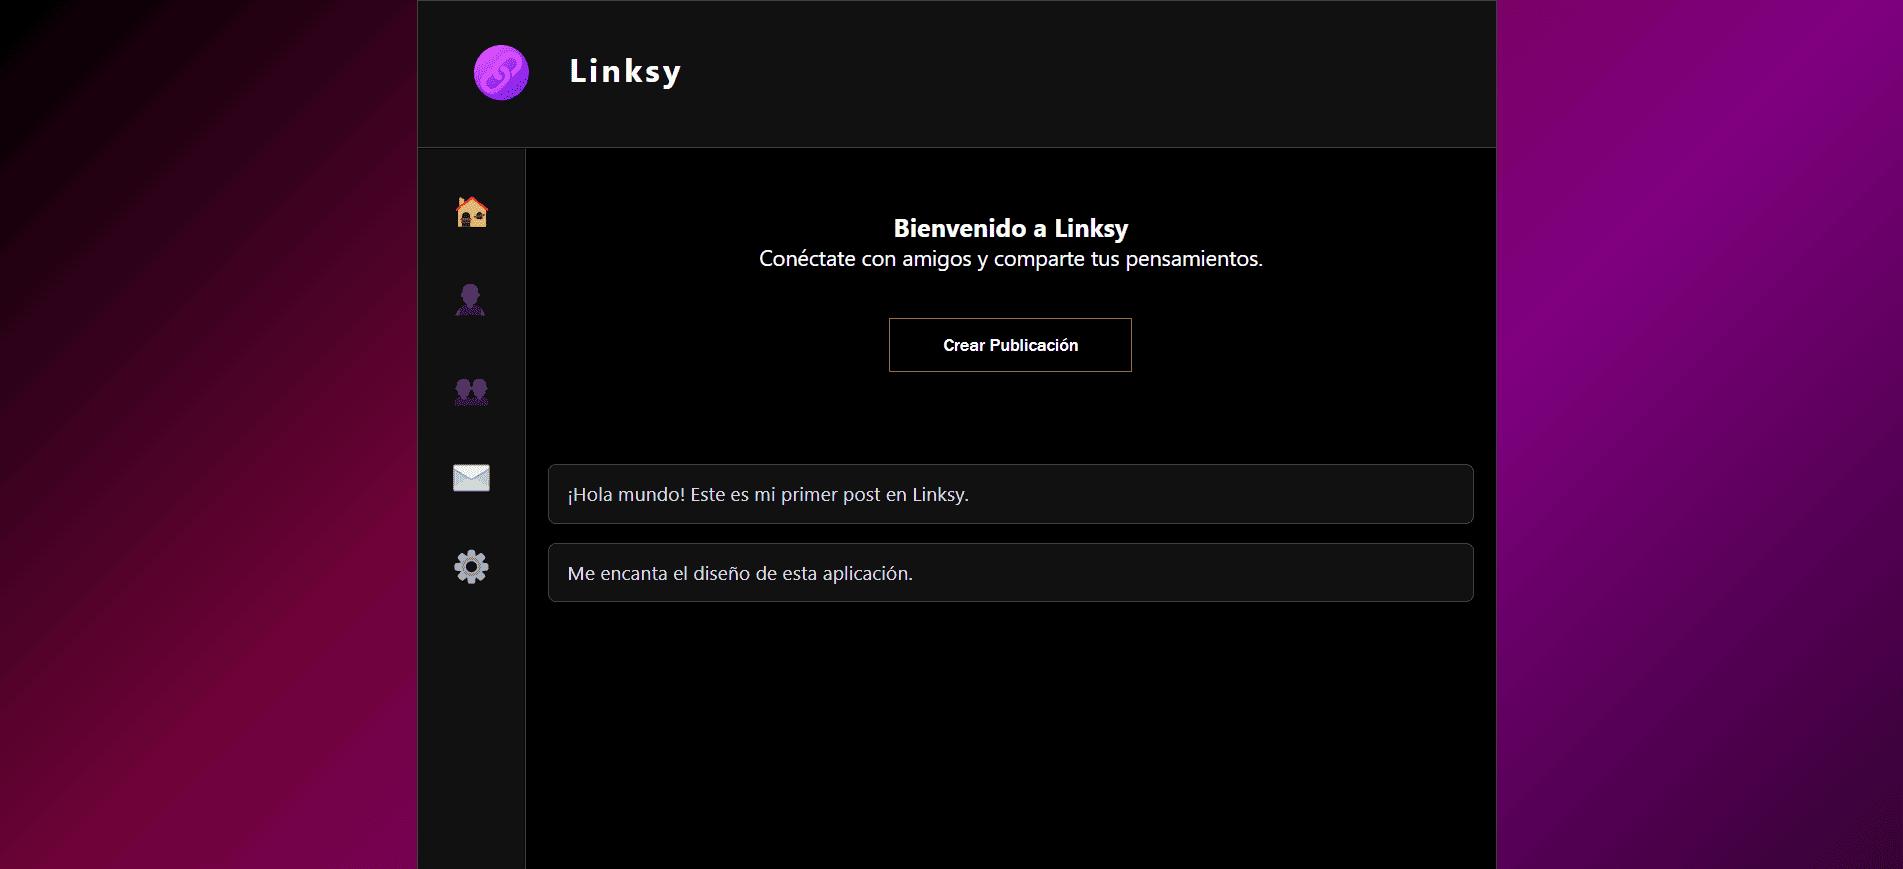 Linksy
Bienvenido a Linksy
Conéctate con amigos y comparte tus pensamientos.
Crear Publicación
¡Hola mundo! Este es mi primer post en Linksy.
Me encanta el diseño de esta aplicación.